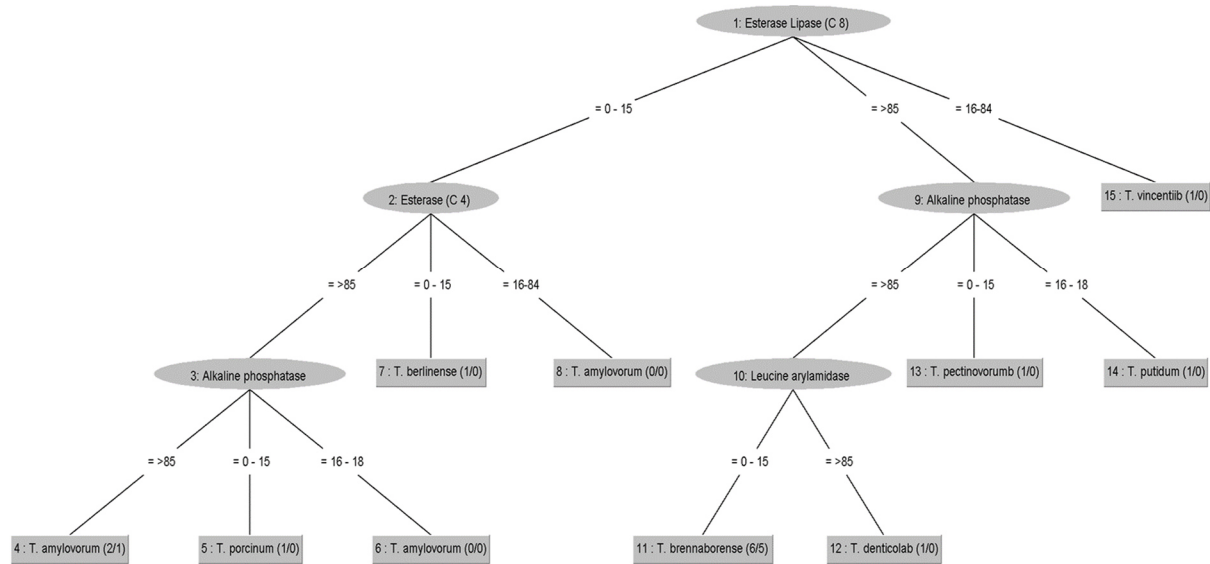 1: Esterase Lipase (C 8)
= 0 - 15
= >85
= 16-84
2: Esterase (C 4)
9: Alkaline phosphatase
15 : T. vincentiib (1/0)
= >85
= 0 - 15
= 16-84
= >85
= 0 - 15
= 16 - 18
3: Alkaline phosphatase
7 : T. berlinense (1/0)
8 : T. amylovorum (0/0)
10: Leucine arylamidase
13 : T. pectinovorumb (1/0)
14 : T. putidum (1/0)
= >85
= 0 - 15
= 16 - 18
= 0 - 15
= >85
4 : T. amylovorum (2/1)
5 : T. porcinum (1/0)
6 : T. amylovorum (0/0)
11 : T. brennaborense (6/5)
12 : T. denticolab (1/0)